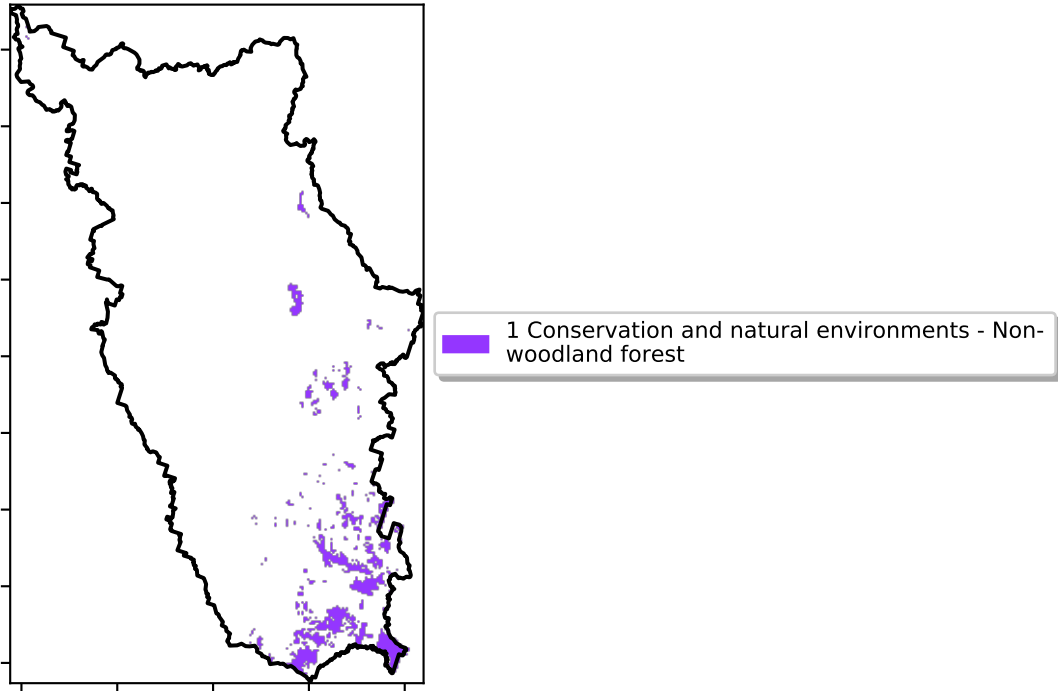 1 Conservation and natural environments - Non-
woodland forest